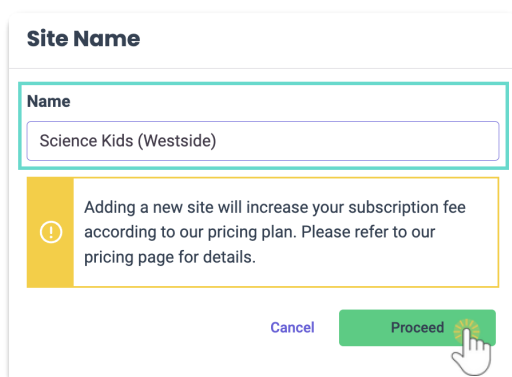 Site Name
Name
Science Kids (Westside)
Adding a new site will increase your subscription fee
according to our pricing plan. Please refer to our
pricing page for details.
Cancel
Proceed